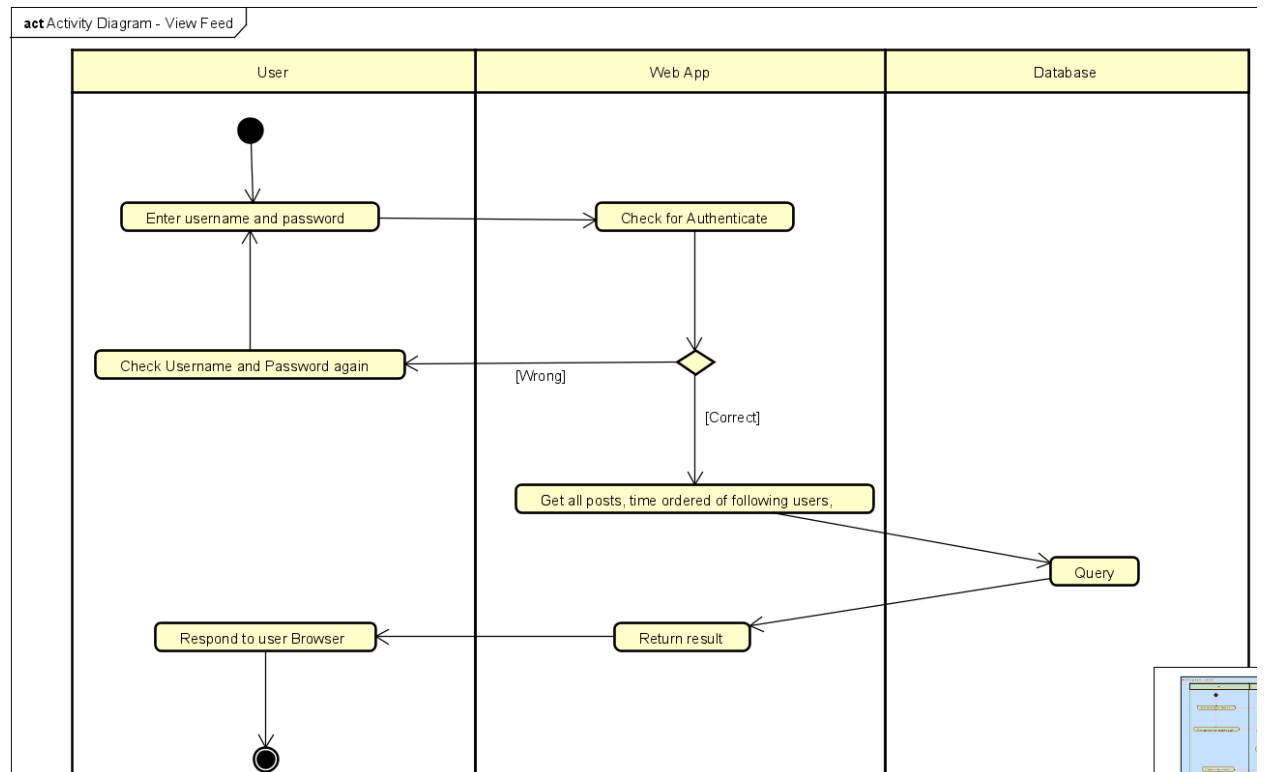 act Activity Diagram - View Feed
User
Web App
Database
Enter username and password
Check for Authenticate
Check Username and Password again
[Wrong]
[Correct]
Get all posts, time ordered of following users,
Query
Respond to user Browser
Return result